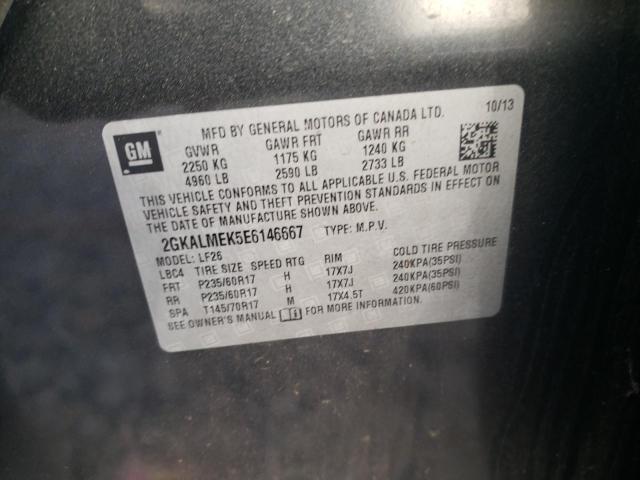 MFD BY GENERAL MOTORS OF CANADA LTD. 10/13
GM
GVWR GAWR FRT GAWR RR
2250 KG 1175 KG 1240 KG
4960 LB 2590 LB 2733 LB
THIS VEHICLE CONFORMS TO ALL APPLICABLE U.S. FEDERAL MOTOR
VEHICLE SAFETY AND THEFT PREVENTION STANDARDS IN EFFECT ON
THE DATE OF MANUFACTURE SHOWN ABOVE.
2GKALMEK5E6146667 TYPE: M.P.V.
MODEL: LF26
LBC4 TIRE SIZE SPEED RTG RIM COLD TIRE PRESSURE
FRT P235/60R17 H 17X7J 240KPA(35PSI)
RR P235/60R17 H 17X7J 240KPA(35PSI)
SPA T145/70R17 M 17X4.5T 420KPA(60PSI)
SEE OWNER'S MANUAL FOR MORE INFORMATION.